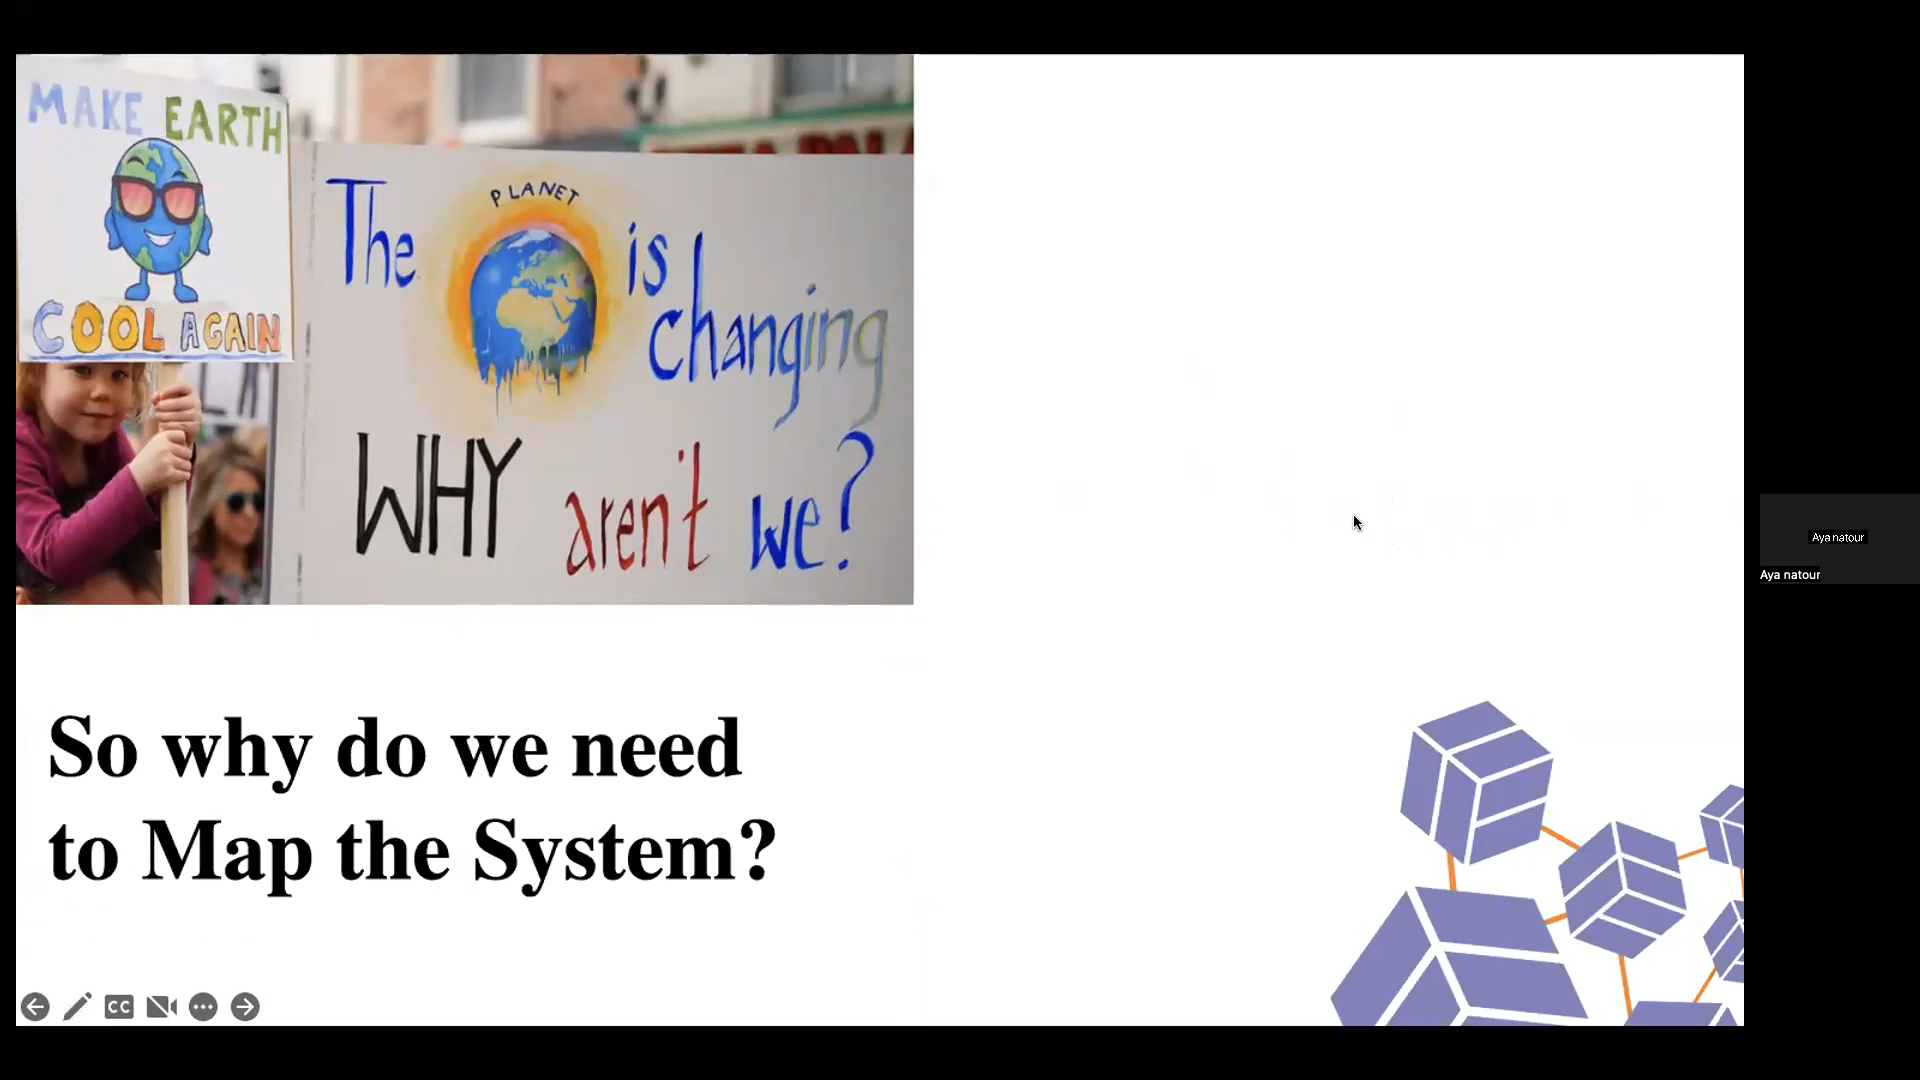 MAKE EARTH
COOL AGAIN
PLANET
The is
changing
WHY aren't we?
So why do we need
to Map the System?
CC
Aya natour
Aya natour